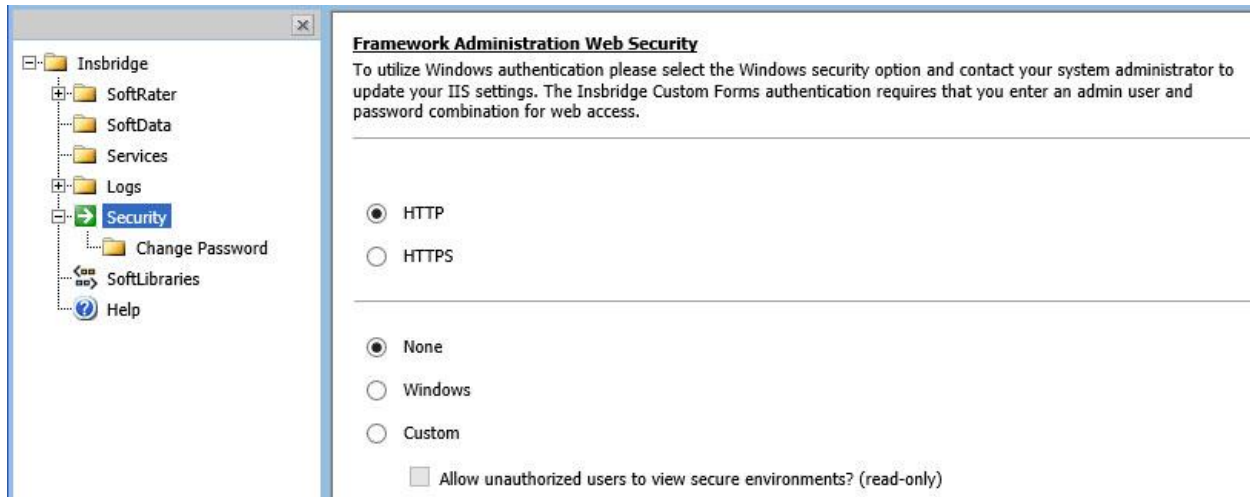 Insbridge
SoftRater
SoftData
Services
Logs
Security
Change Password
SoftLibraries
Help
Framework Administration Web Security
To utilize Windows authentication please select the Windows security option and contact your system administrator to
update your IIS settings. The Insbridge Custom Forms authentication requires that you enter an admin user and
password combination for web access.
HTTP
HTTPS
None
Windows
Custom
Allow unauthorized users to view secure environments? (read-only)